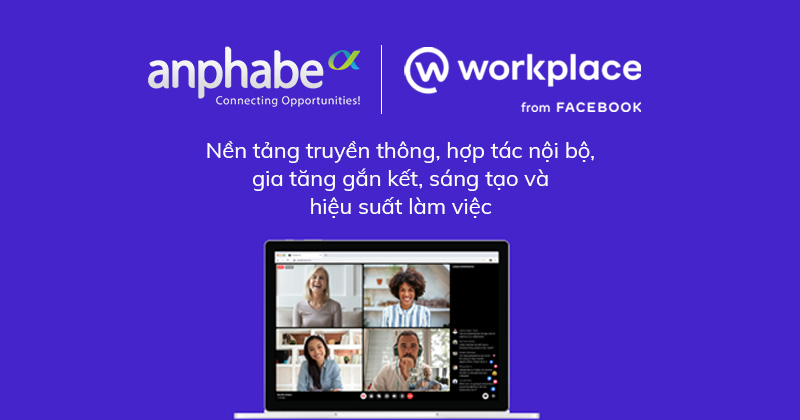 anphabe
Connecting Opportunities!
workplace
from FACEBOOK
Nền tảng truyền thông, hợp tác nội bộ,
gia tăng gắn kết, sáng tạo và
hiệu suất làm việc